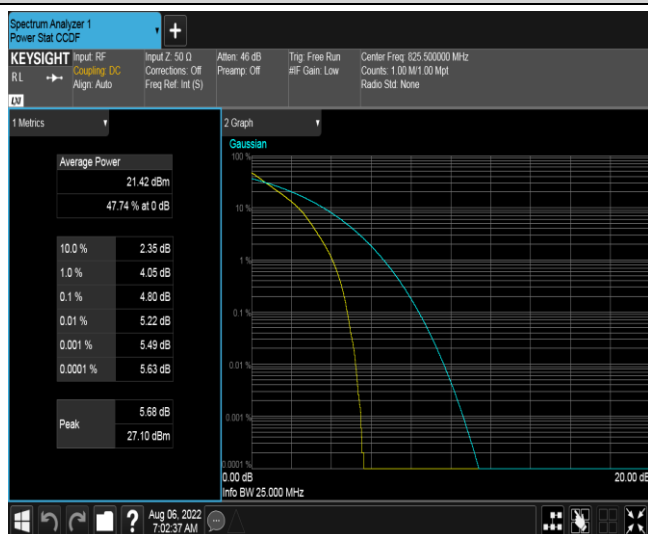 Spectrum Analyzer 1
Power Stat CCDF
+
KEYSIGHT
RL
LXI
Input: RF
Coupling: DC
Align: Auto
Input Z: 50 Ω
Corrections: Off
Freq Ref: Int (S)
Atten: 46 dB
Preamp: Off
Trig: Free Run
#IF Gain: Low
Center Freq: 825.500000 MHz
Counts: 1.00 M/1.00 Mpt
Radio Std: None
1 Metrics
Average Power
21.42 dBm
47.74 % at 0 dB
10.0 % 2.35 dB
1.0 % 4.05 dB
0.1 % 4.80 dB
0.01 % 5.22 dB
0.001 % 5.49 dB
0.0001 % 5.63 dB
Peak
5.68 dB
27.10 dBm
2 Graph
Gaussian
100 %
10 %
1 %
0.1 %
0.01 %
0.001 %
0.0001 %
0.00 dB
20.00 dB
Info BW 25.000 MHz
?
Aug 06, 2022
7:02:37 AM